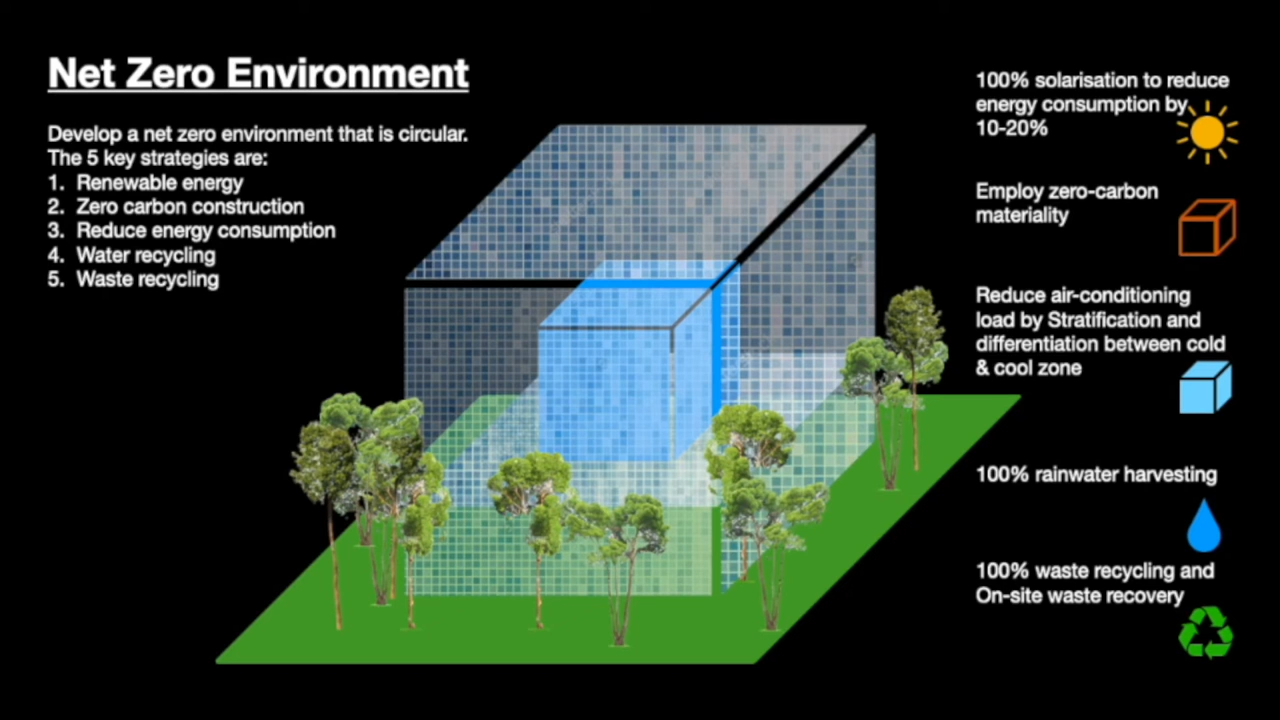 Net Zero Environment
Develop a net zero environment that is circular.
The 5 key strategies are:
1. Renewable energy
2. Zero carbon construction
3. Reduce energy consumption
4. Water recycling
5. Waste recycling
100% solarisation to reduce
energy consumption by
10-20%
Employ zero-carbon
materiality
Reduce air-conditioning
load by Stratification and
differentiation between cold
& cool zone
100% rainwater harvesting
100% waste recycling and
On-site waste recovery